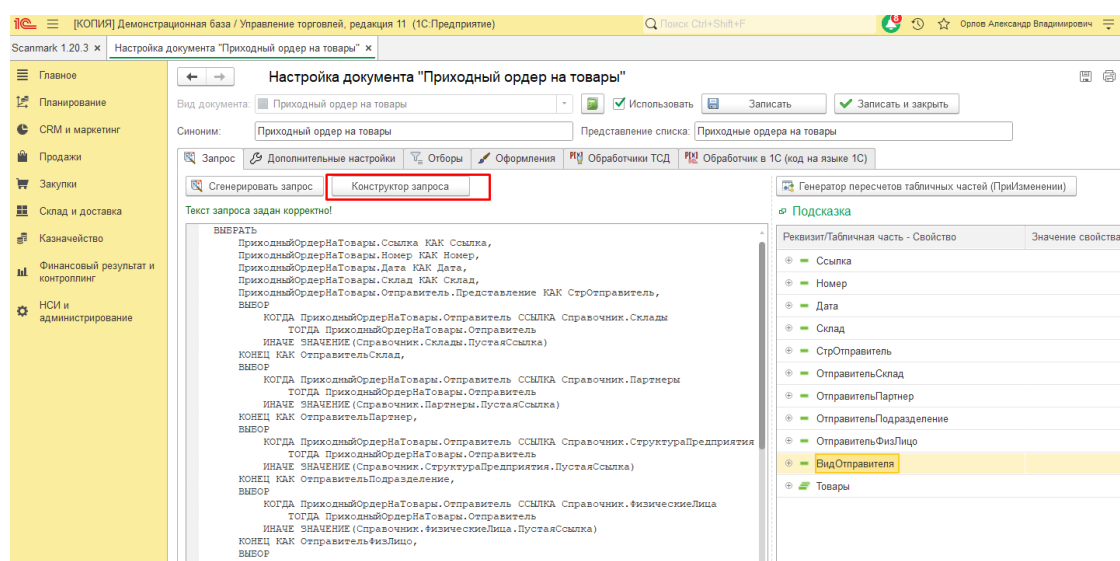 1С [КОПИЯ] Демонстрационная база / Управление торговлей, редакция 11 (1С:Предприятие) Поиск Ctrl+Shift+F 8 Орлов Александр Владимирович
Scanmark 1.20.3 × Настройка документа "Приходный ордер на товары" ×
Главное
Планирование
CRM и маркетинг
Продажи
Закупки
Склад и доставка
Казначейство
Финансовый результат и
контроллинг
НСИ и
администрирование
Настройка документа "Приходный ордер на товары"
Вид документа: Приходный ордер на товары Использовать Записать Записать и закрыть
Синоним: Приходный ордер на товары Представление списка: Приходные ордера на товары
Запрос Дополнительные настройки Отборы Оформления Обработчики ТСД Обработчик в 1С (код на языке 1С)
Сгенерировать запрос Конструктор запроса
Текст запроса задан корректно!
ВЫБРАТЬ
ПриходныйОрдерНаТовары.Ссылка КАК Ссылка,
ПриходныйОрдерНаТовары.Номер КАК Номер,
ПриходныйОрдерНаТовары.Дата КАК Дата,
ПриходныйОрдерНаТовары.Склад КАК Склад,
ПриходныйОрдерНаТовары.Отправитель.Представление КАК СтрОтправитель,
ВЫБОР
КОГДА ПриходныйОрдерНаТовары.Отправитель ССЫЛКА Справочник.Склады
ТОГДА ПриходныйОрдерНаТовары.Отправитель
ИНАЧЕ ЗНАЧЕНИЕ(Справочник.Склады.ПустаяСсылка)
КОНЕЦ КАК ОтправительСклад,
ВЫБОР
КОГДА ПриходныйОрдерНаТовары.Отправитель ССЫЛКА Справочник.Партнеры
ТОГДА ПриходныйОрдерНаТовары.Отправитель
ИНАЧЕ ЗНАЧЕНИЕ(Справочник.Партнеры.ПустаяСсылка)
КОНЕЦ КАК ОтправительПартнер,
ВЫБОР
КОГДА ПриходныйОрдерНаТовары.Отправитель ССЫЛКА Справочник.СтруктураПредприятия
ТОГДА ПриходныйОрдерНаТовары.Отправитель
ИНАЧЕ ЗНАЧЕНИЕ(Справочник.СтруктураПредприятия.ПустаяСсылка)
КОНЕЦ КАК ОтправительПодразделение,
ВЫБОР
КОГДА ПриходныйОрдерНаТовары.Отправитель ССЫЛКА Справочник.ФизическиеЛица
ТОГДА ПриходныйОрдерНаТовары.Отправитель
ИНАЧЕ ЗНАЧЕНИЕ(Справочник.ФизическиеЛица.ПустаяСсылка)
КОНЕЦ КАК ОтправительФизЛицо,
ВЫБОР
Генератор пересчетов табличных частей (ПриИзменении)
Подсказка
Реквизит/Табличная часть - Свойство Значение свойства
Ссылка
Номер
Дата
Склад
СтрОтправитель
ОтправительСклад
ОтправительПартнер
ОтправительПодразделение
ОтправительФизЛицо
ВидОтправителя
Товары